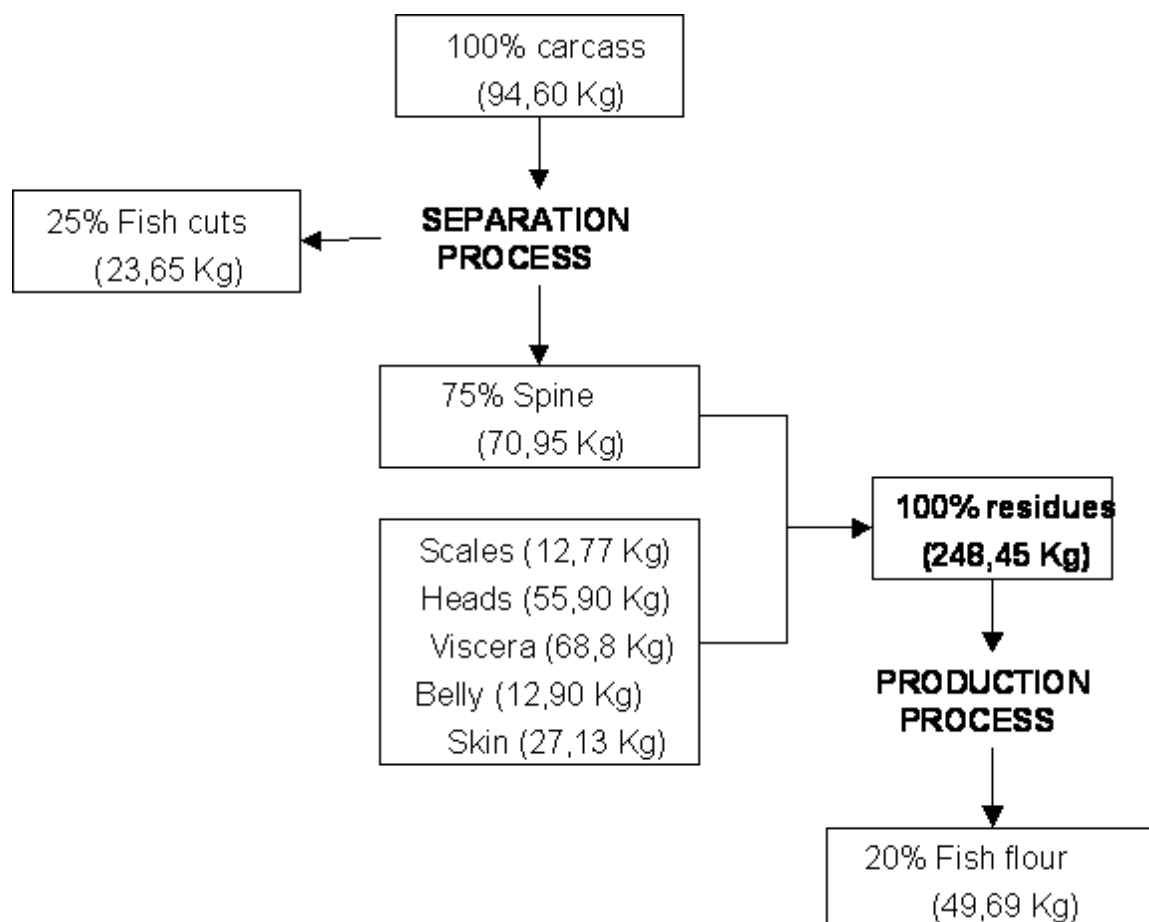 100% carcass
(94,60 Kg)
25% Fish cuts
(23,65 Kg)
SEPARATION
PROCESS
75% Spine
(70,95 Kg)
Scales (12,77 Kg)
Heads (55,90 Kg)
Viscera (68,8 Kg)
Belly (12,90 Kg)
Skin (27,13 Kg)
100% residues
(248,45 Kg)
PRODUCTION
PROCESS
20% Fish flour
(49,69 Kg)